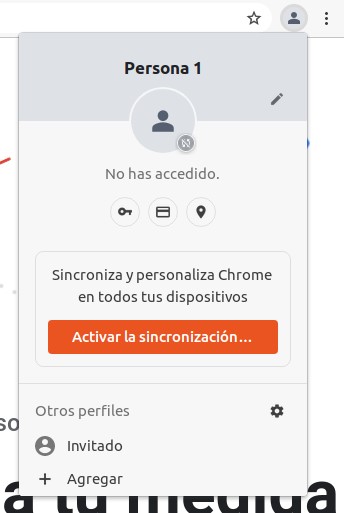 Persona 1
No has accedido.
Sincroniza y personaliza Chrome
en todos tus dispositivos
Activar la sincronización...
Otros perfiles
so
Invitado
Agregar
a tu medida